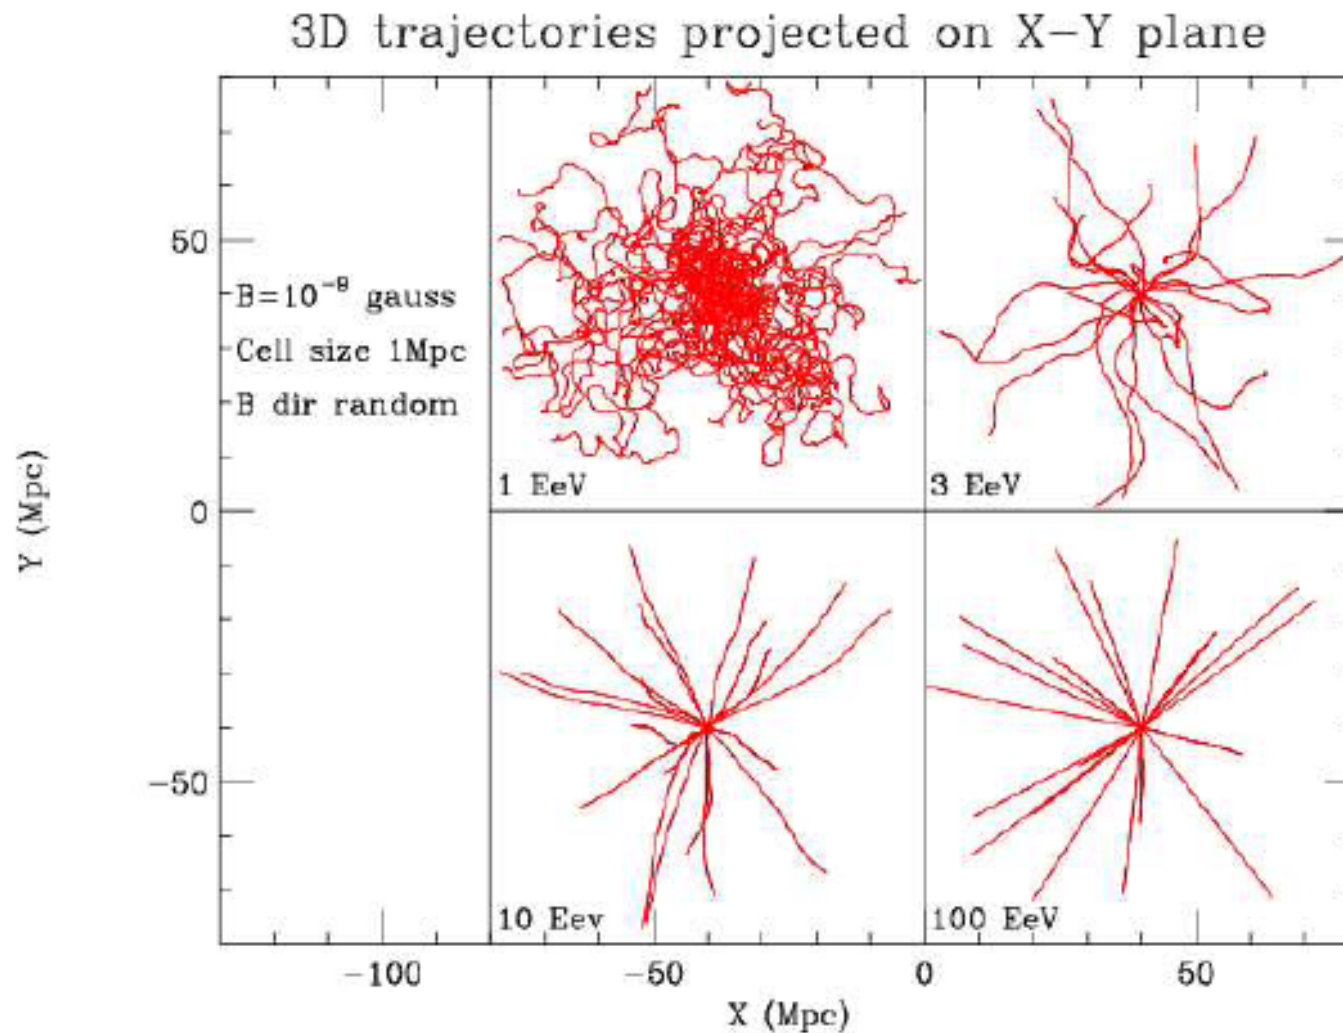 3D trajectories projected on X-Y plane
50
B=10⁻⁹ gauss
Cell size 1Mpc
B dir random
1 EeV
3 EeV
Y (Mpc)
0
-50
10 Eev
100 EeV
-100
-50
0
50
X (Mpc)